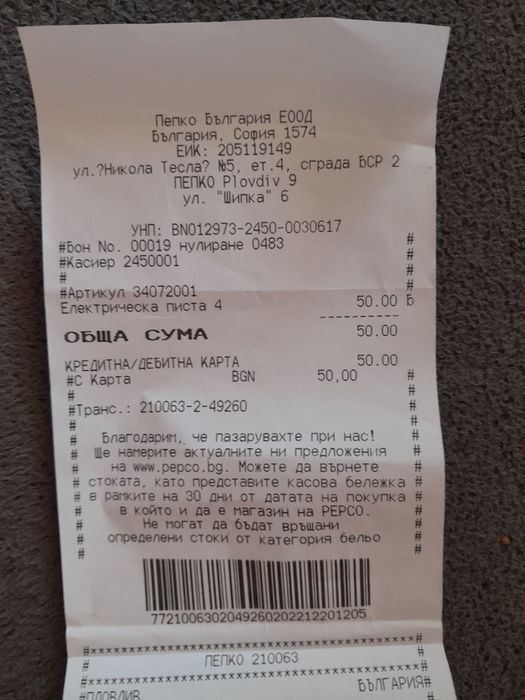 Пепко България ЕООД
България, София 1574
ЕИК: 205119149
ул.?Никола Тесла? №5, ет.4, сграда БСР 2
ПЕПКО Plovdiv 9
ул. "Шипка" 6
УНП: BN012973-2450-0030617
#Бон No. 00019 нулиране 0483 #
#Касиер 2450001 #
# #
#Артикул 34072001 #
Електрическа писта 4 50.00 Б
----------
ОБЩА СУМА 50.00
КРЕДИТНА/ДЕБИТНА КАРТА 50.00
#С Карта BGN 50,00 #
# #
#Транс.: 210063-2-49260 #
# #
# Благодарим, че пазарувахте при нас! #
# Ще намерите актуалните ни предложения #
# на www.pepco.bg. Можете да върнете #
# стоката, като представите касова бележка #
# в рамките на 30 дни от датата на покупка #
# в който и да е магазин на PEPCO. #
# Не могат да бъдат връщани #
# определени стоки от категория бельо #
# #
7721006302049260202212201205
#xxxxxxxxxxxxxxxxxxxxxxxxxxxxxxxxxxxxxxxx#
# ПЕПКО 210063 #
#xxxxxxxxxxxxxxxxxxxxxxxxxxxxxxxxxxxxxxxx#
#ПЛОВДИВ БЪЛГАРИЯ#